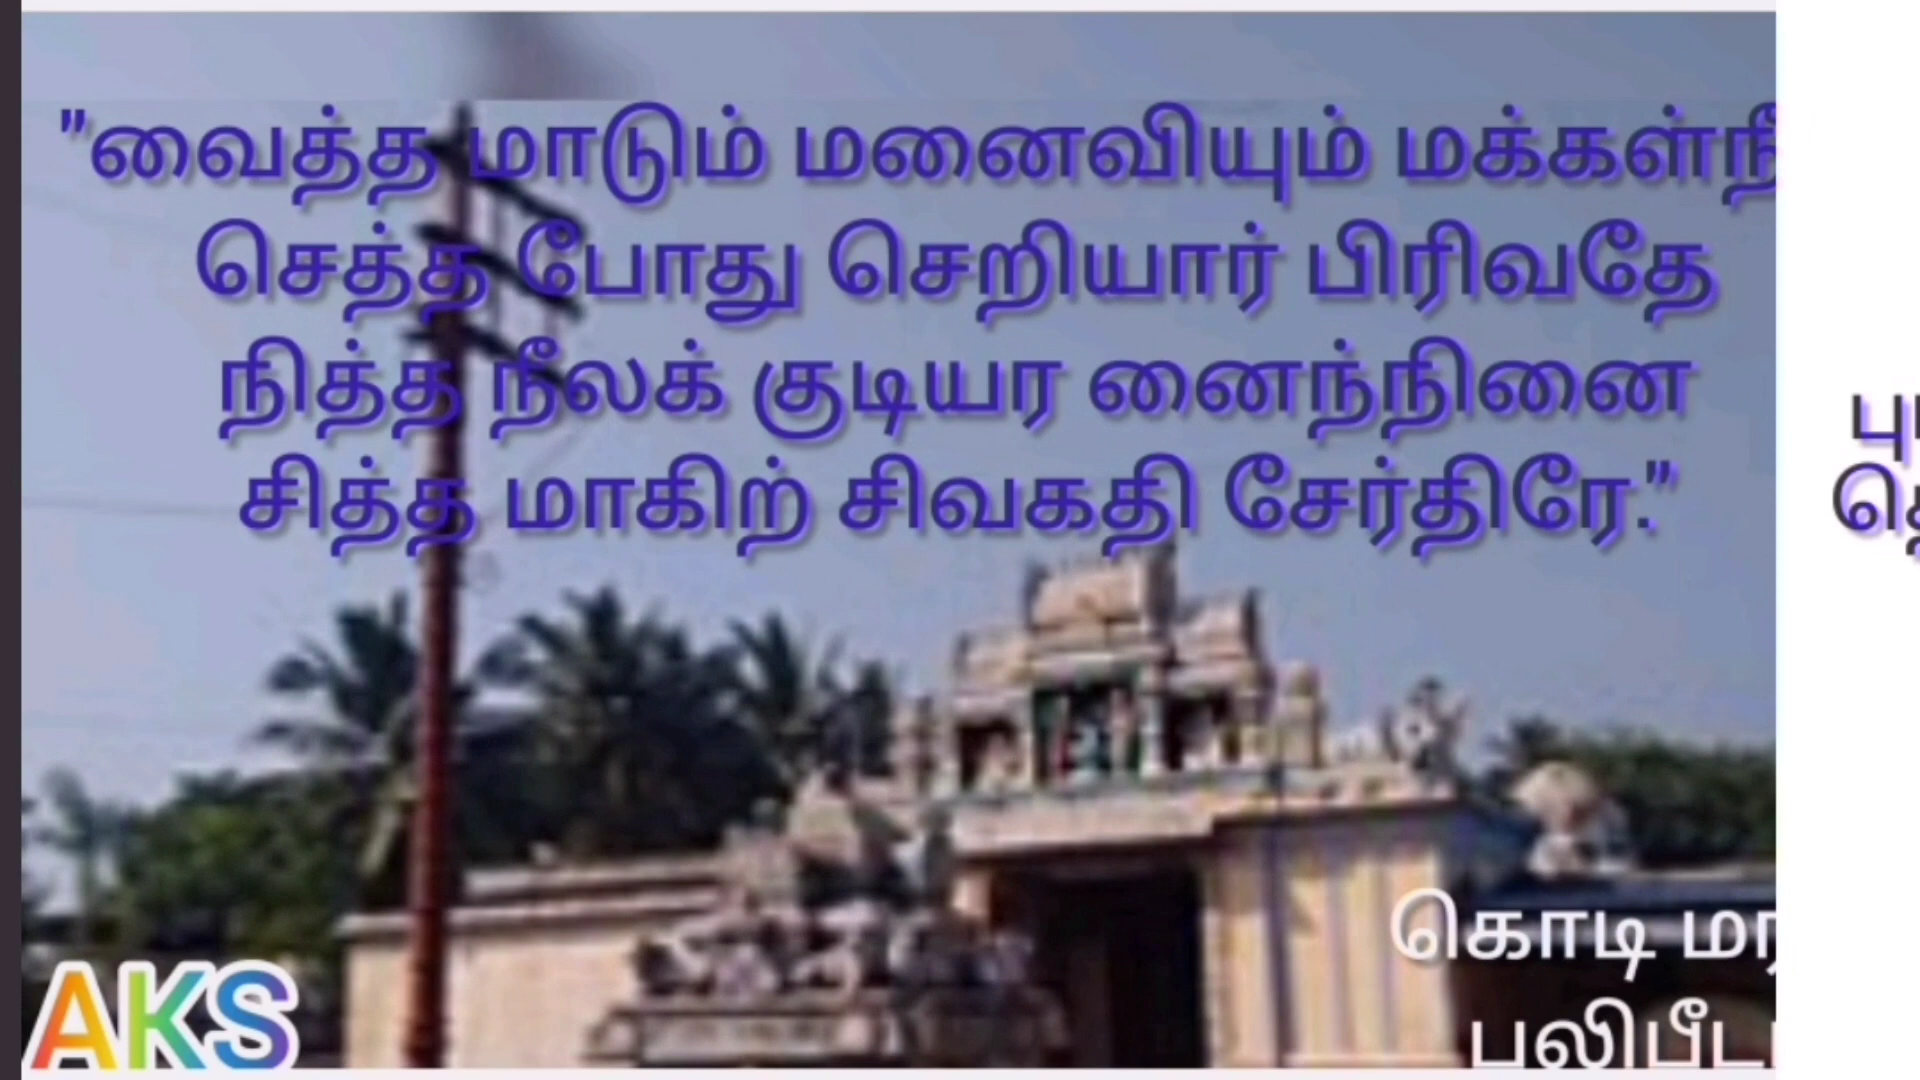 "வைத்த மாடும் மனைவியும் மக்கள்நீ
செத்த போது செறியார் பிரிவதே
நித்த நீலக் குடியர னைந்நினை
சித்த மாகிற் சிவகதி சேர்திரே."
கொடி
AKS